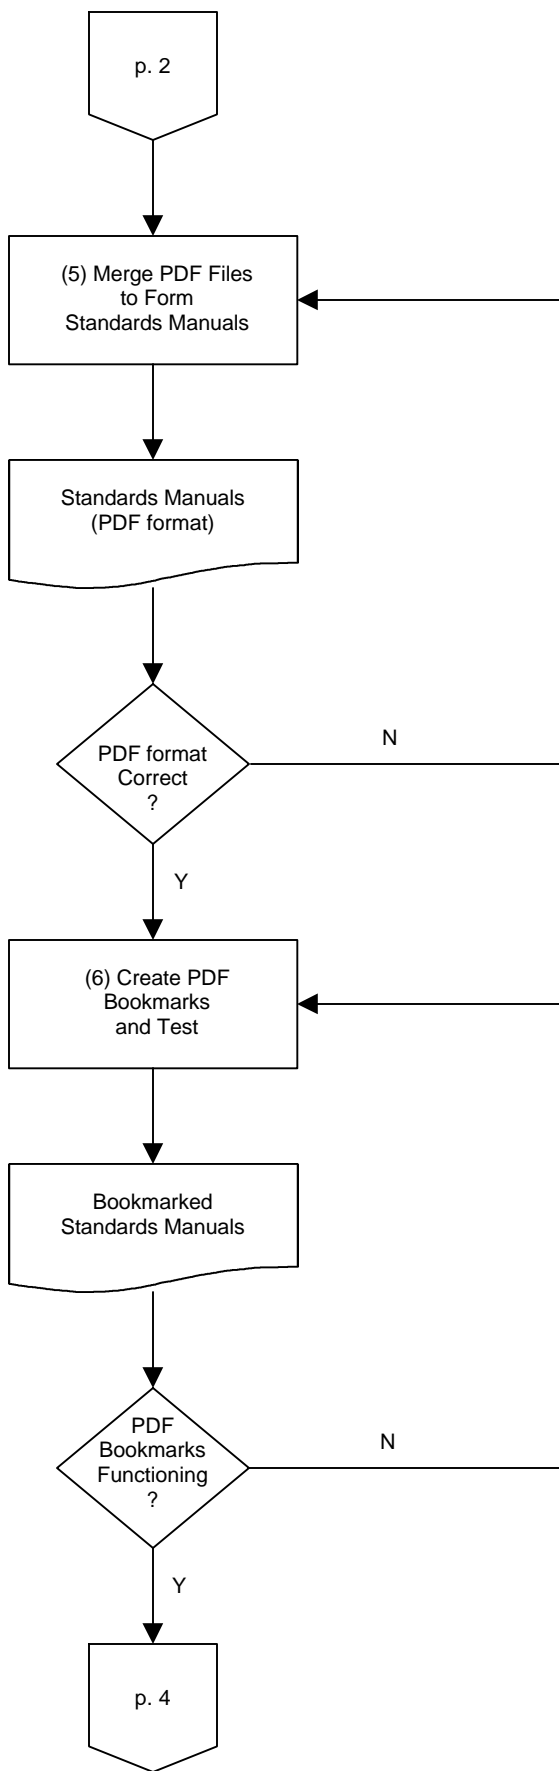 p. 2
(5) Merge PDF Files
to Form
Standards Manuals
Standards Manuals
(PDF format)
PDF format
Correct
?
N
Y
(6) Create PDF
Bookmarks
and Test
Bookmarked
Standards Manuals
PDF
Bookmarks
Functioning
?
N
Y
p. 4